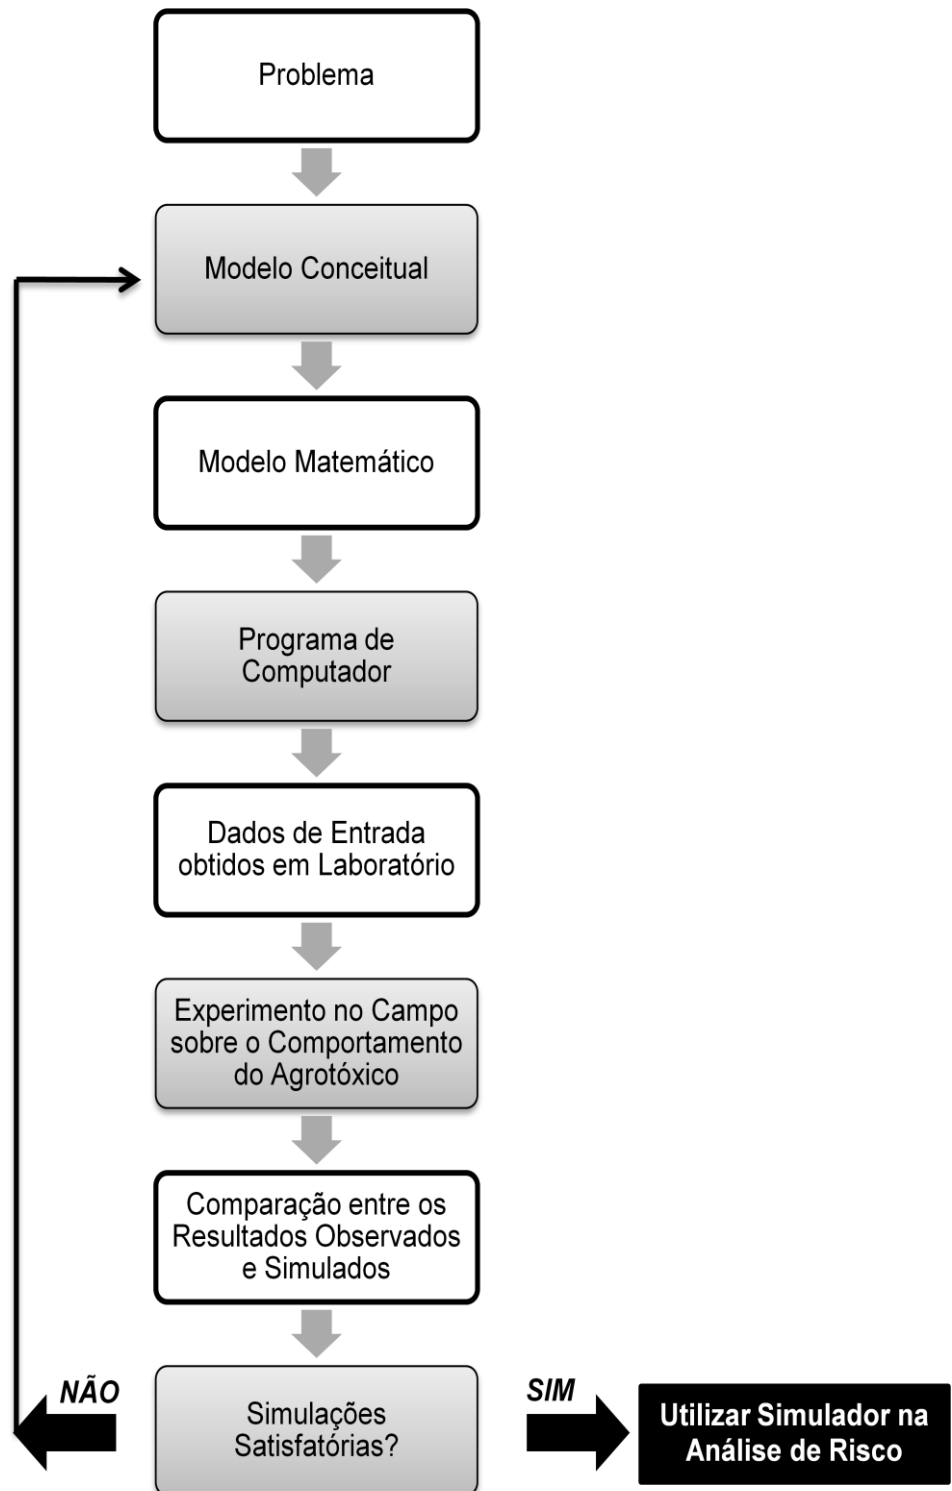 Problema
Modelo Conceitual
Modelo Matemático
Programa de
Computador
Dados de Entrada
obtidos em Laboratório
Experimento no Campo
sobre o Comportamento
do Agrotóxico
Comparação entre os
Resultados Observados
e Simulados
NÃO
Simulações
Satisfatórias?
SIM
Utilizar Simulador na
Análise de Risco